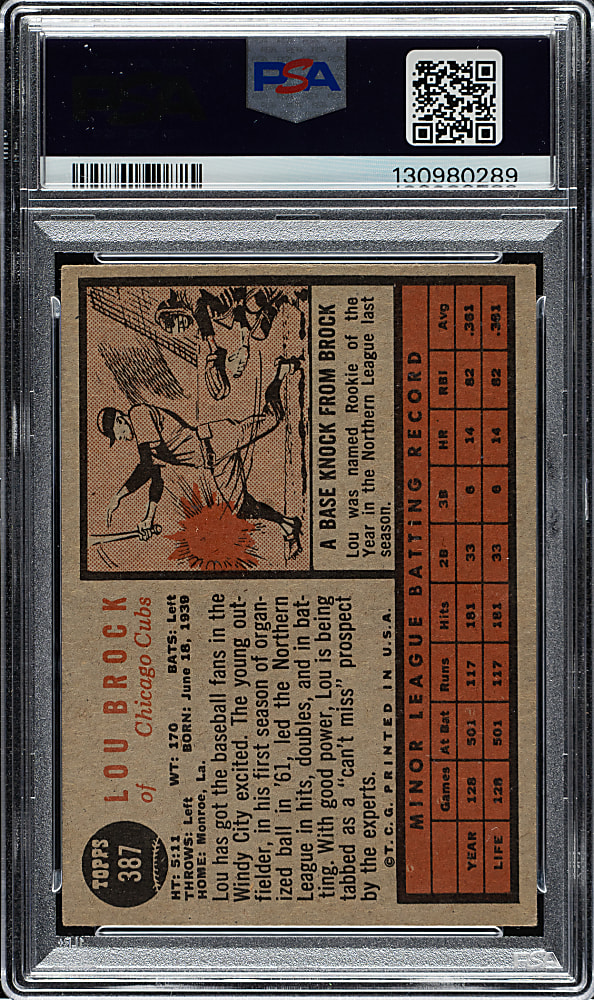 PSA
130980289
TOPPS
387
LOU BROCK
of Chicago Cubs
HT: 5:11 WT: 170 BATS: Left
THROWS: Left BORN: June 18, 1939
HOME: Monroe, La.
Lou has got the baseball fans in the
Windy City excited. The young out-
fielder, in his first season of organ-
ized ball in '61, led the Northern
League in hits, doubles, and in bat-
ting. With good power, Lou is being
tabbed as a "can't miss" prospect
by the experts.
©T.C.G. PRINTED IN U.S.A.
A BASE KNOCK FROM BROCK
Lou was named Rookie of the
Year in the Northern League last
season.
MINOR LEAGUE BATTING RECORD
Games At Bat Runs Hits 2B 3B HR RBI Avg
YEAR 128 501 117 181 33 6 14 82 .361
LIFE 128 501 117 181 33 6 14 82 .361